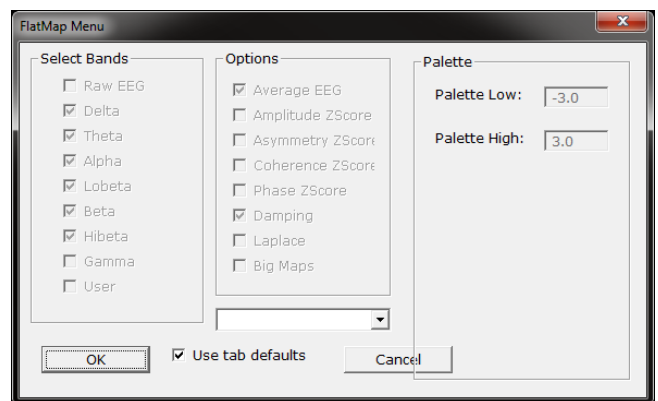 FlatMap Menu
Select Bands
Raw EEG
Delta
Theta
Alpha
Lobeta
Beta
Hibeta
Gamma
User
Options
Average EEG
Amplitude ZScore
Asymmetry ZScore
Coherence ZScore
Phase ZScore
Damping
Laplace
Big Maps
Palette
Palette Low: -3.0
Palette High: 3.0
OK
Use tab defaults
Cancel